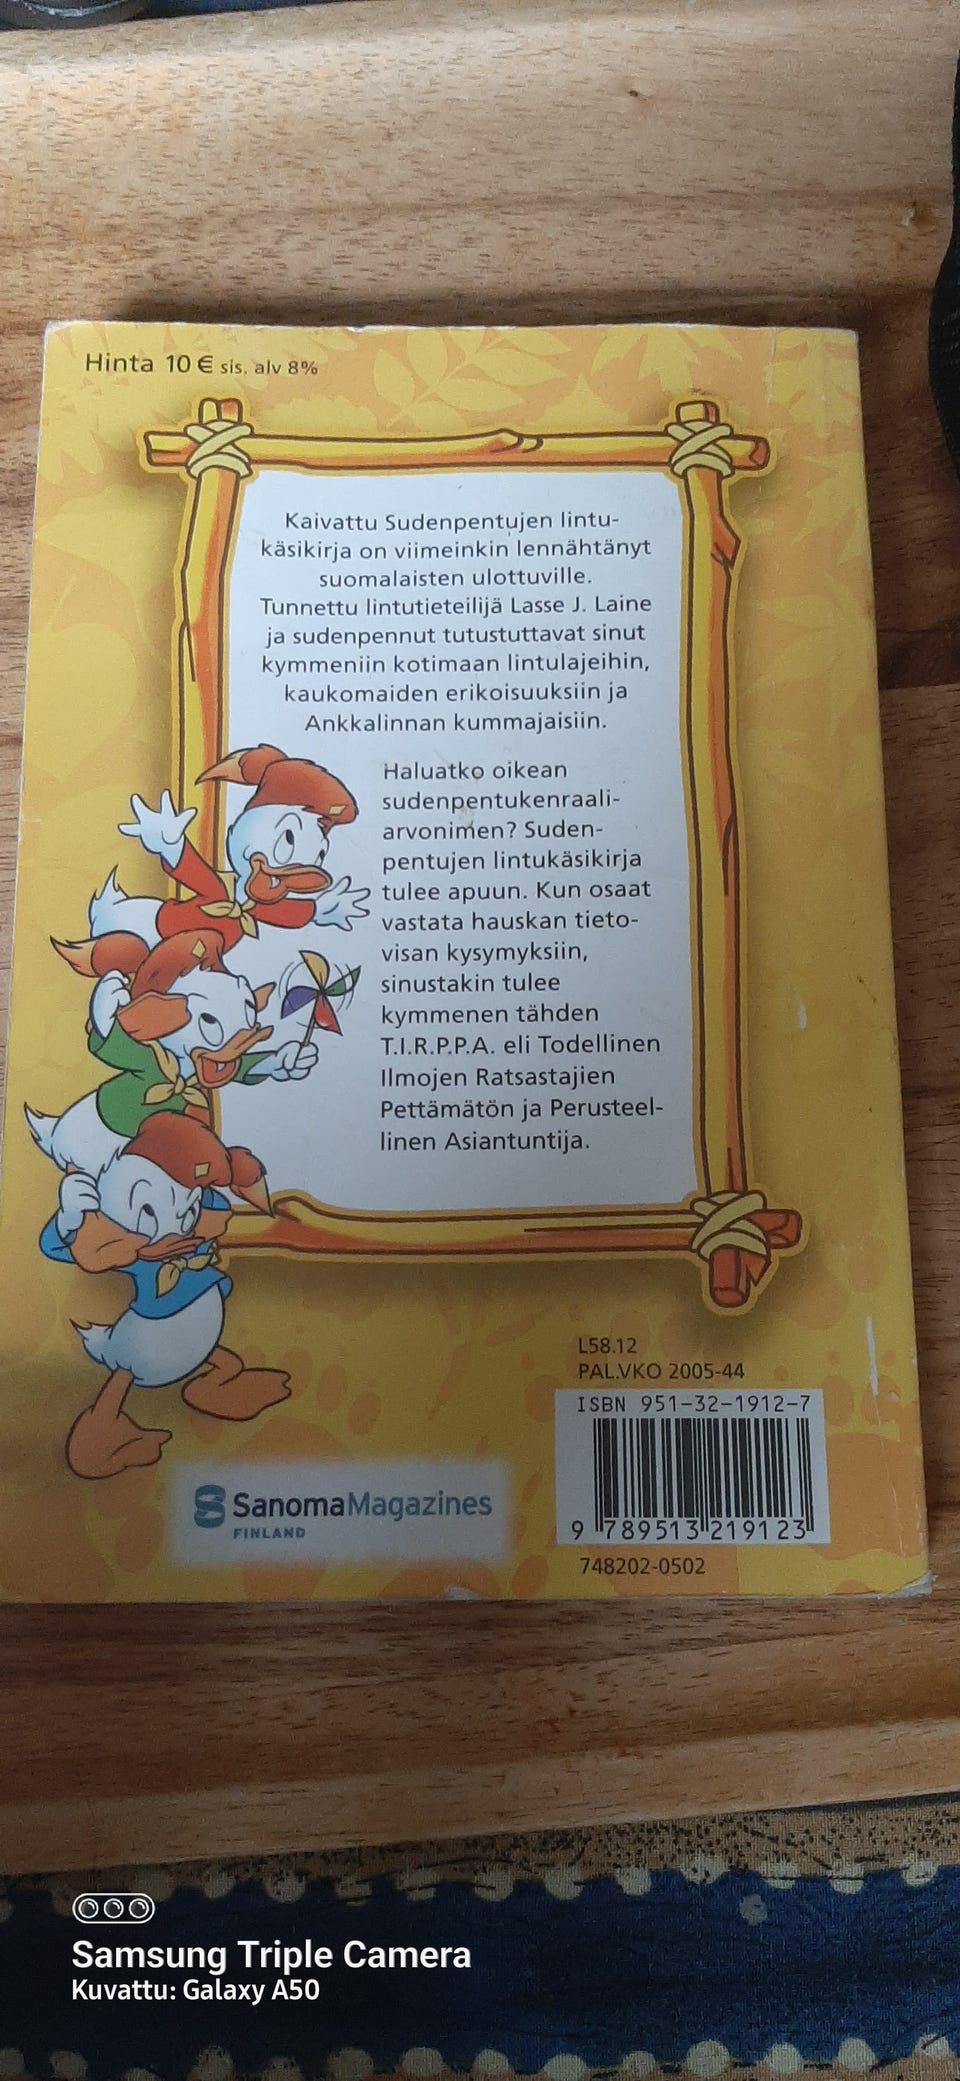 Hinta 10 € sis. alv 8%
Kaivattu Sudenpentujen lintu-
käsikirja on viimeinkin lennähtänyt
suomalaisten ulottuville.
Tunnettu lintutieteilijä Lasse J. Laine
ja sudenpennut tutustuttavat sinut
kymmeniin kotimaan lintulajeihin,
kaukomaiden erikoisuuksiin ja
Ankkalinnan kummajaisiin.
Haluatko oikean
sudenpentukenraali-
arvonimen? Suden-
pentujen lintukäsikirja
tulee apuun. Kun osaat
vastata hauskan tieto-
visan kysymyksiin,
sinustakin tulee
kymmenen tähden
T.I.R.P.P.A. eli Todellinen
Ilmojen Ratsastajien
Pettämätön ja Perusteel-
linen Asiantuntija.
L58.12
PAL.VKO 2005-44
ISBN 951-32-1912-7
9 789513 219123
748202-0502
SanomaMagazines
FINLAND
Samsung Triple Camera
Kuvattu: Galaxy A50